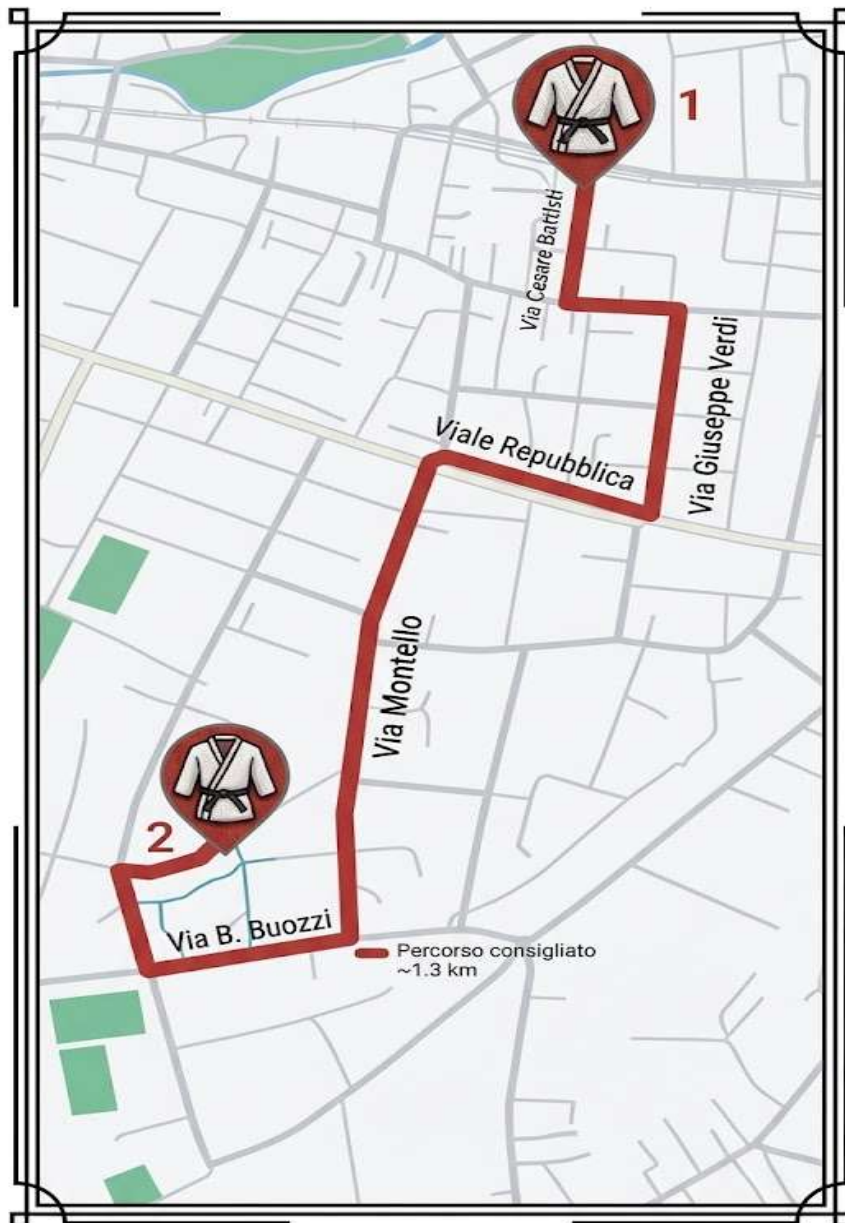 1
Via Cesare Battisti
Via Giuseppe Verdi
Viale Repubblica
Via Montello
2
Via B. Buozzi
Percorso consigliato
~1.3 km